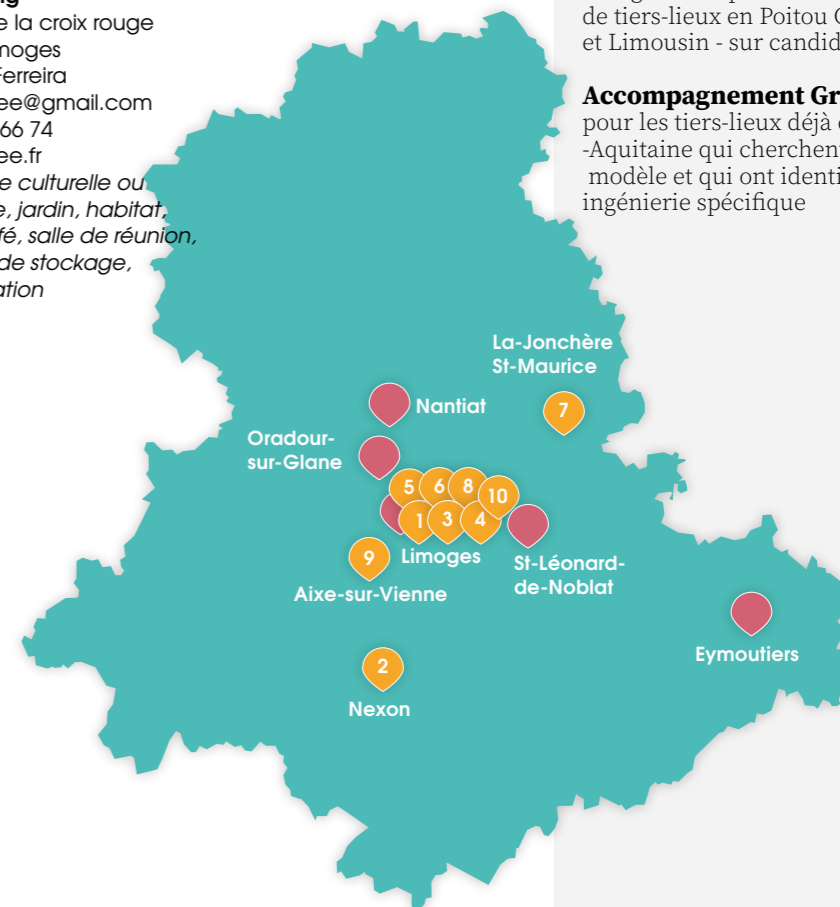 e la croix rouge
moges
Ferreira
ee@gmail.com
66 74
ee.fr
e culturelle ou
e, jardin, habitat,
fé, salle de réunion,
de stockage,
ation
de tiers-lieux en Poitou
et Limousin - sur candid
Accompagnement Gr
pour les tiers-lieux déjà
-Aquitaine qui cherchen
modèle et qui ont identi
ingénierie spécifique
La-Jonchère
St-Maurice
7
Nantiat
Oradour-
sur-Glane
5 6 8 10
1 3 4
Limoges
9
Aixe-sur-Vienne
St-Léonard-
de-Noblat
Eymoutiers
2
Nexon